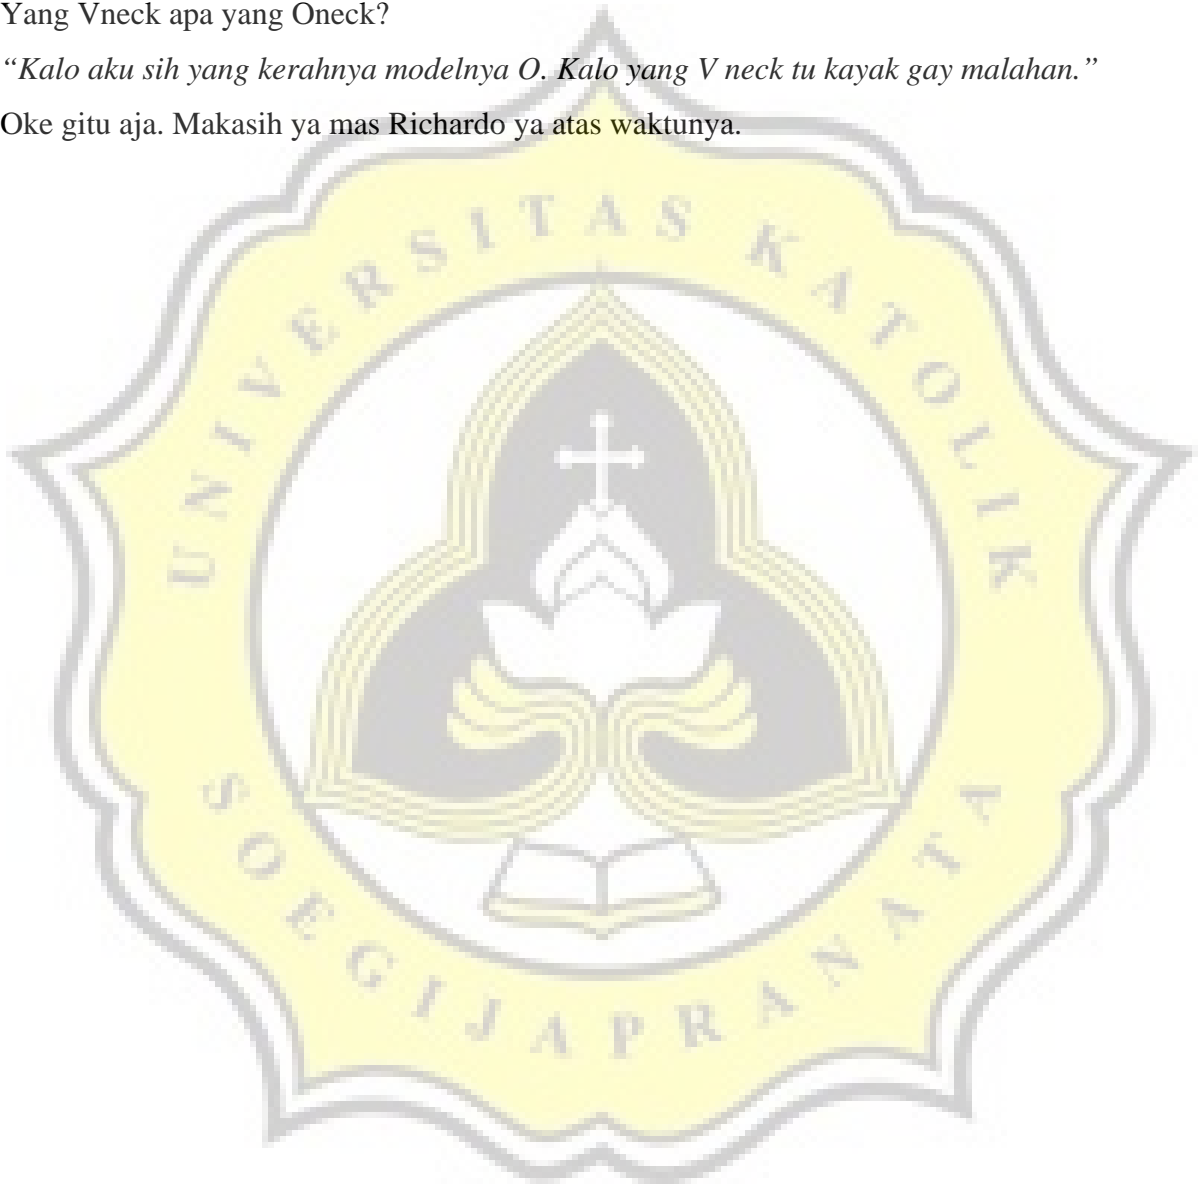 Yang Vneck apa yang Oneck?
“Kalo aku sih yang kerahnya modelnya O. Kalo yang V neck tu kayak gay malahan.”
Oke gitu aja. Makasih ya mas Richardo ya atas waktunya.
UNIVERSITAS KATOLIK
SOEGIJAPRANATA